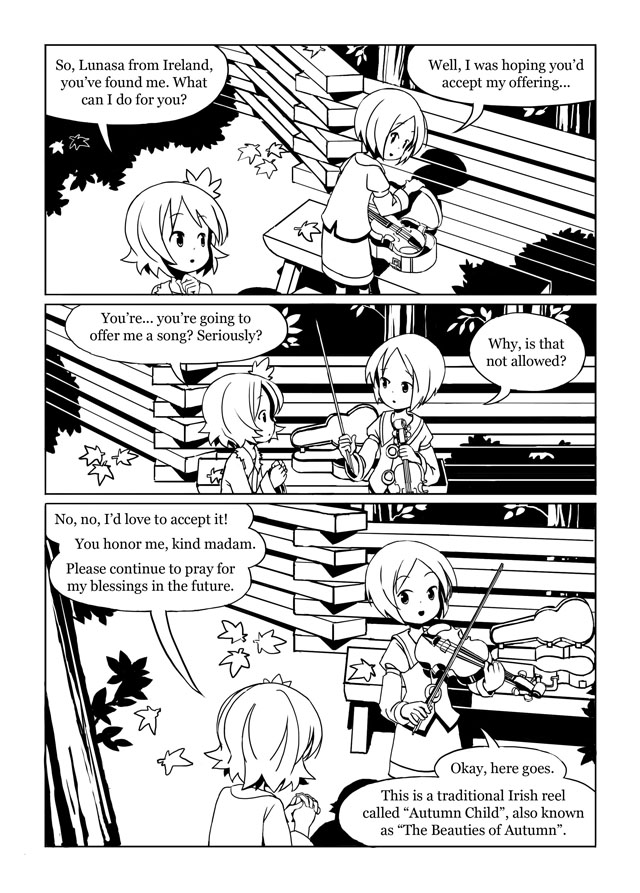 So, Lunasa from Ireland,
you've found me. What
can I do for you?
Well, I was hoping you'd
accept my offering...
You're... you're going to
offer me a song? Seriously?
Why, is that
not allowed?
No, no, I'd love to accept it!
You honor me, kind madam.
Please continue to pray for
my blessings in the future.
Okay, here goes.
This is a traditional Irish reel
called “Autumn Child”, also known
as “The Beauties of Autumn”.